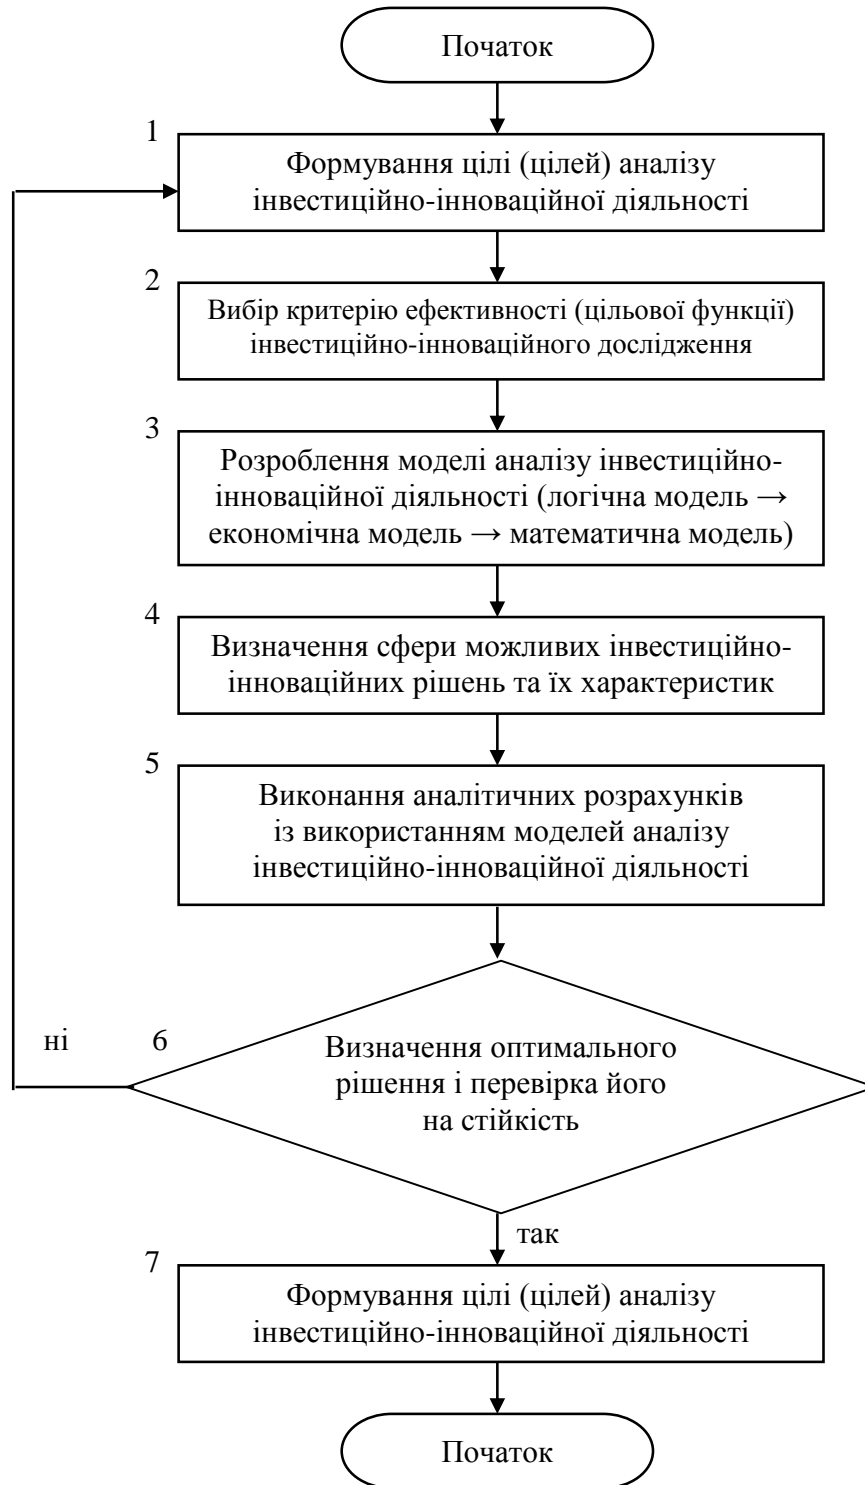 Початок
1
Формування цілі (цілей) аналізу
інвестиційно-інноваційної діяльності
2
Вибір критерію ефективності (цільової функції)
інвестиційно-інноваційного дослідження
3
Розроблення моделі аналізу інвестиційно-
інноваційної діяльності (логічна модель →
економічна модель → математична модель)
4
Визначення сфери можливих інвестиційно-
інноваційних рішень та їх характеристик
5
Виконання аналітичних розрахунків
із використанням моделей аналізу
інвестиційно-інноваційної діяльності
ні
6
Визначення оптимального
рішення і перевірка його
на стійкість
так
7
Формування цілі (цілей) аналізу
інвестиційно-інноваційної діяльності
Початок